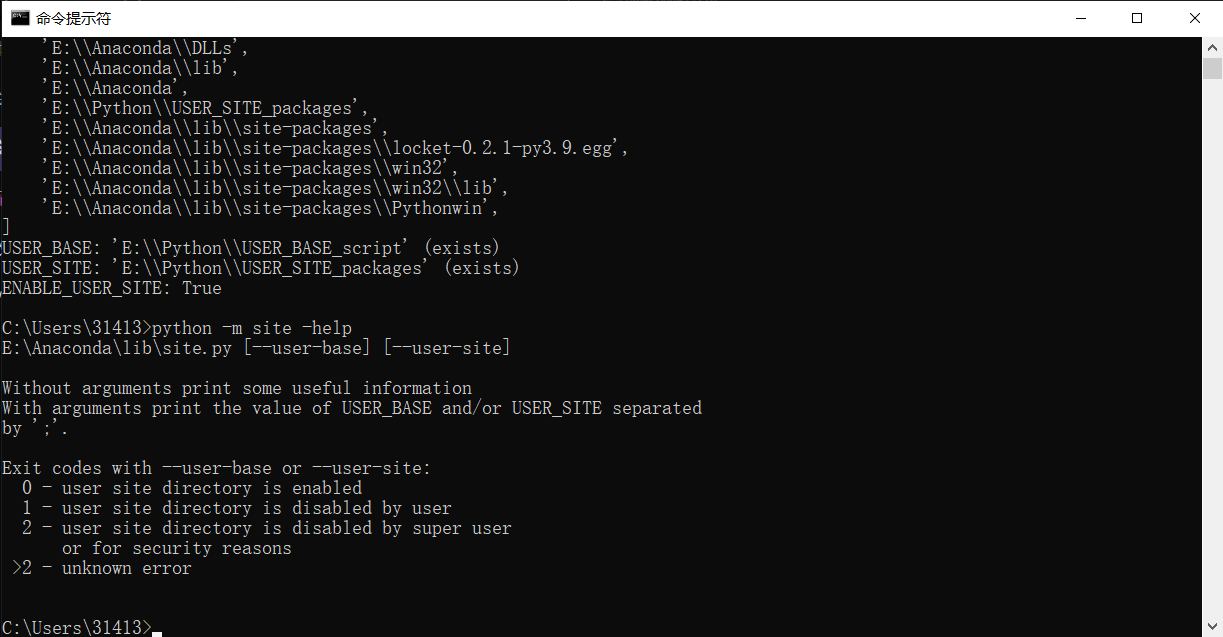 命令提示符
'E:\\Anaconda\\DLLs',
'E:\\Anaconda\\lib',
'E:\\Anaconda',
'E:\\Python\\USER_SITE_packages',
'E:\\Anaconda\\lib\\site-packages',
'E:\\Anaconda\\lib\\site-packages\\locket-0.2.1-py3.9.egg',
'E:\\Anaconda\\lib\\site-packages\\win32',
'E:\\Anaconda\\lib\\site-packages\\win32\\lib',
'E:\\Anaconda\\lib\\site-packages\\Pythonwin',
]
USER_BASE: 'E:\\Python\\USER_BASE_script' (exists)
USER_SITE: 'E:\\Python\\USER_SITE_packages' (exists)
ENABLE_USER_SITE: True
C:\Users\31413>python -m site -help
E:\Anaconda\lib\site.py [--user-base] [--user-site]
Without arguments print some useful information
With arguments print the value of USER_BASE and/or USER_SITE separated
by ';'.
Exit codes with --user-base or --user-site:
0 - user site directory is enabled
1 - user site directory is disabled by user
2 - user site directory is disabled by super user
or for security reasons
>2 - unknown error
C:\Users\31413>